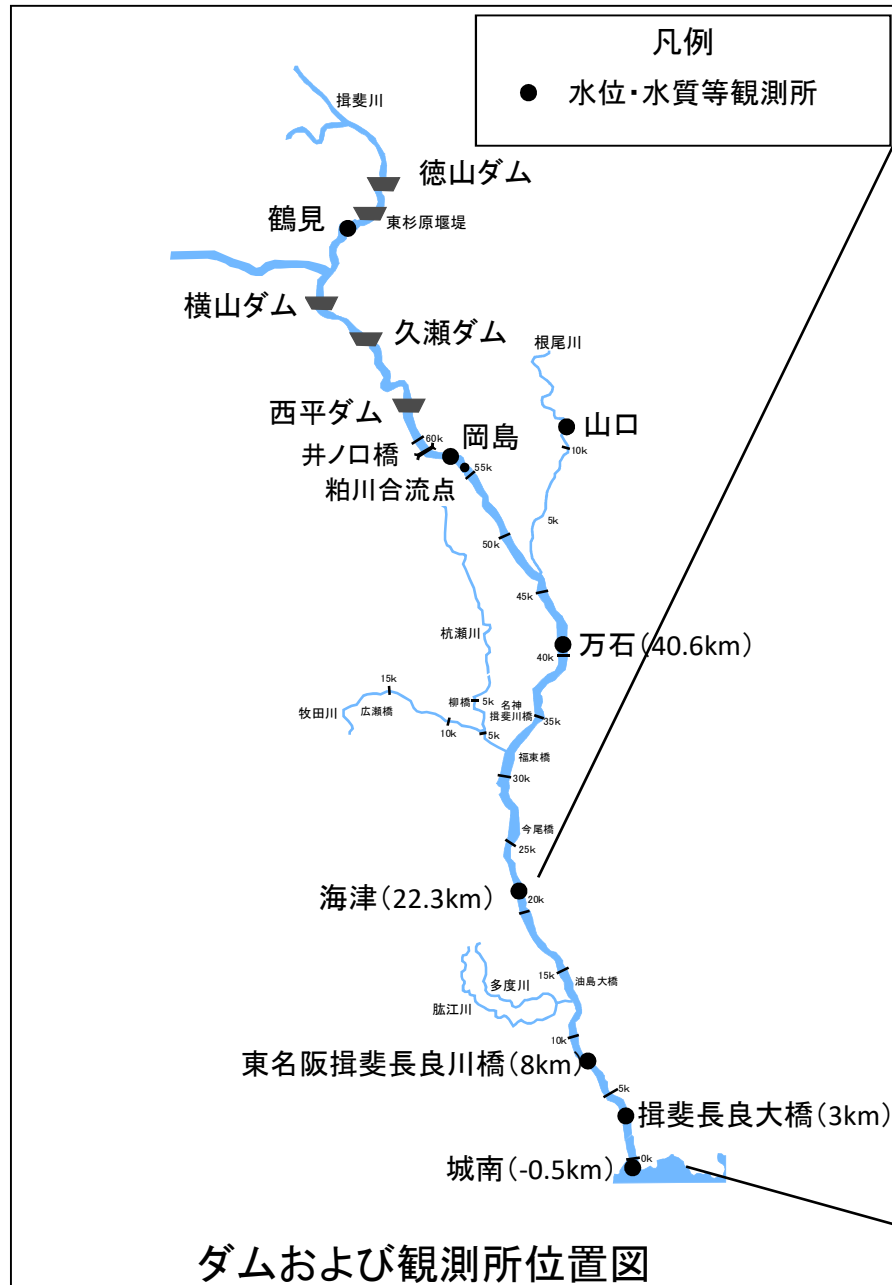 凡例
● 水位・水質等観測所
揖斐川
徳山ダム
鶴見
東杉原堰堤
横山ダム
久瀬ダム
根尾川
西平ダム
山口
60k
岡島
井ノ口橋
10k
55k
粕川合流点
5k
50k
45k
杭瀬川
万石(40.6km)
40k
15k
柳橋
5k
名神
揖斐川橋
牧田川
広瀬橋
35k
10k
5k
福東橋
30k
今尾橋
25k
海津(22.3km)
20k
15k
油島大橋
多度川
肱江川
10k
東名阪揖斐長良川橋(8km)
5k
揖斐長良大橋(3km)
城南(-0.5km)
0k
ダムおよび観測所位置図